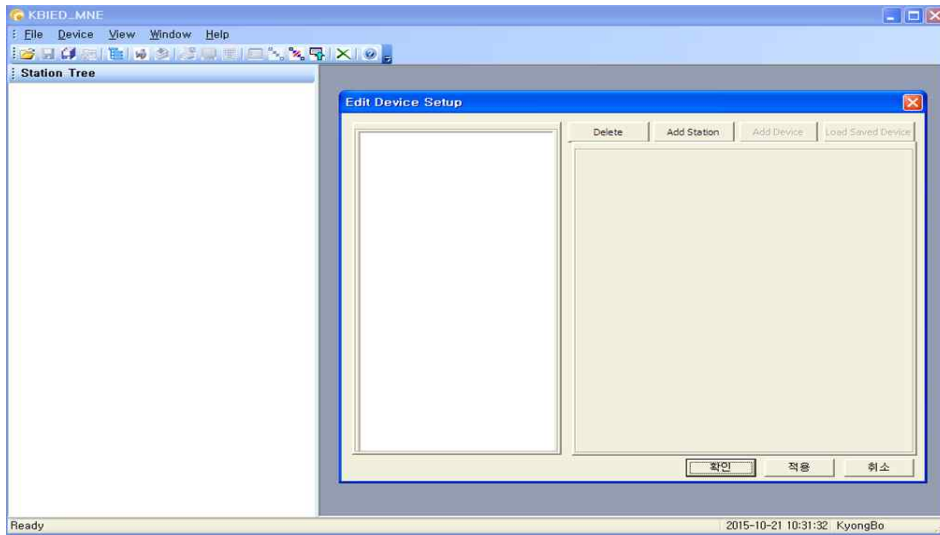 KBIED_MNE
File Device View Window Help
Station Tree
Edit Device Setup
Delete Add Station Add Device Load Saved Device
확인 적용 취소
Ready 2015-10-21 10:31:32 KyongBo